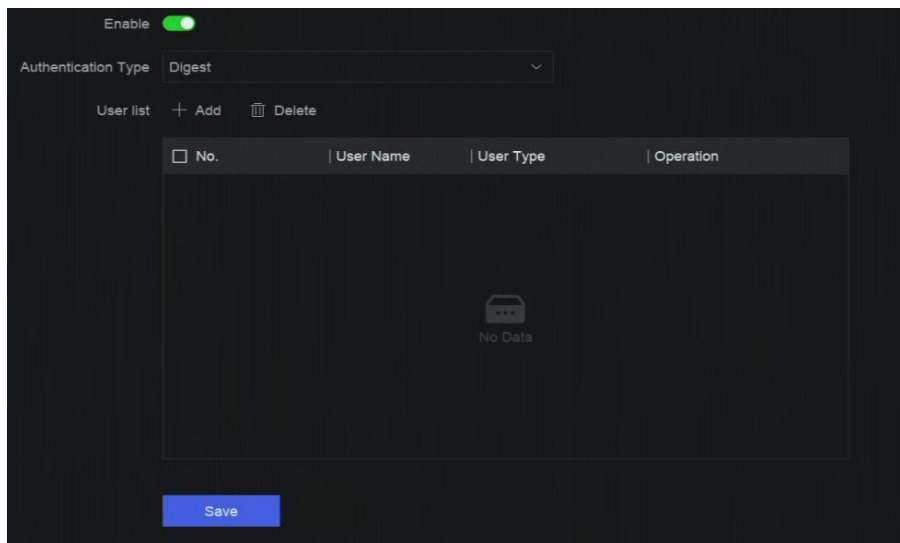 Enable
Authentication Type Digest
User list + Add Delete
No. | User Name | User Type | Operation
No Data
Save